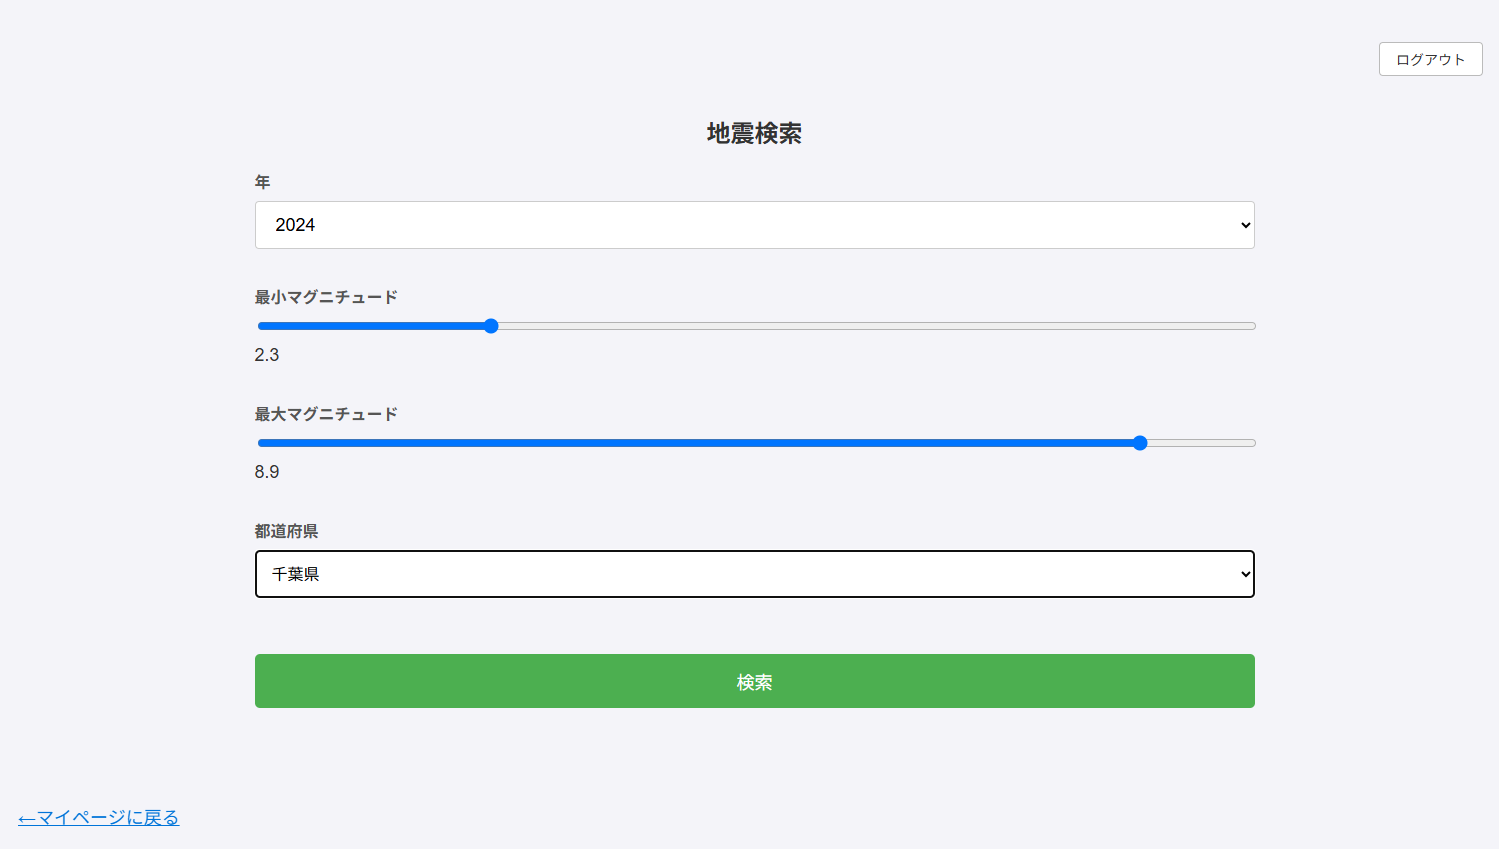 ログアウト
地震検索
年
2024
最小マグニチュード
2.3
最大マグニチュード
8.9
都道府県
千葉県
検索
←マイページに戻る